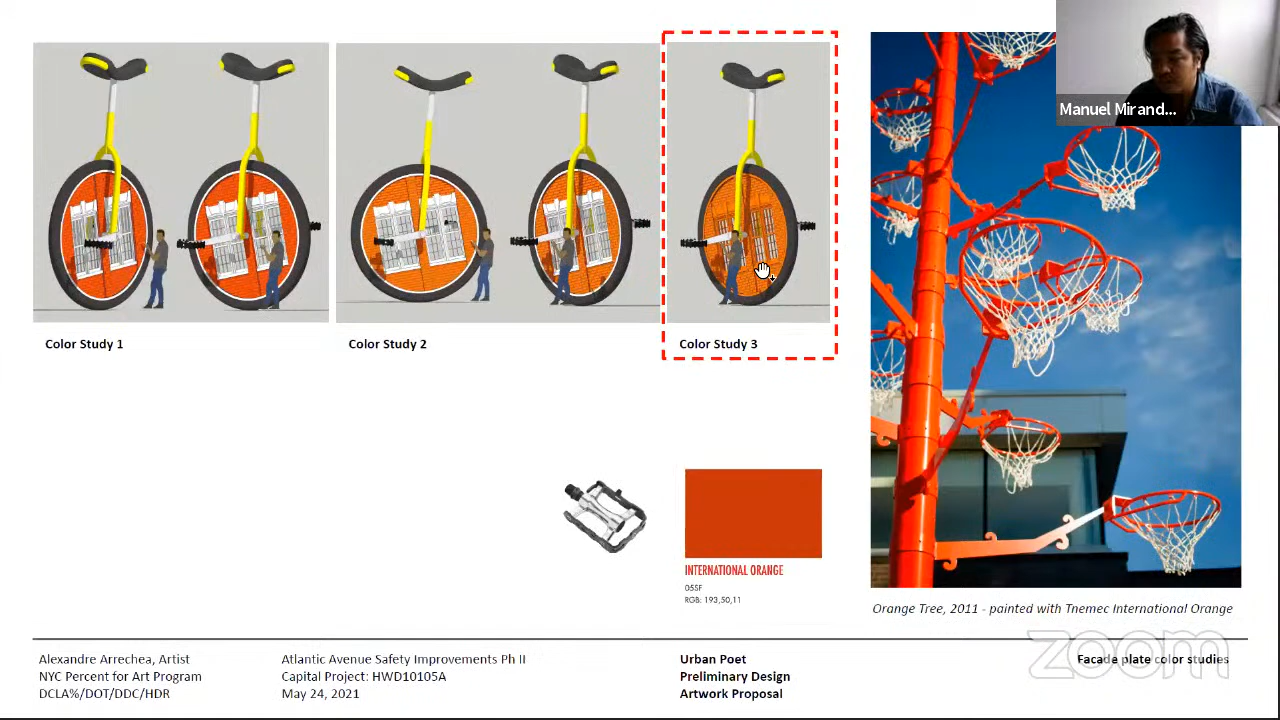 Manuel Mirand...
Color Study 1
Color Study 2
Color Study 3
INTERNATIONAL ORANGE
05SF
RGB: 193,50,11
Orange Tree, 2011 - painted with Tnemec International Orange
Alexandre Arrechea, Artist
NYC Percent for Art Program
DCLA%/DOT/DDC/HDR
Atlantic Avenue Safety Improvements Ph II
Capital Project: HWD10105A
May 24, 2021
Urban Poet
Preliminary Design
Artwork Proposal
Facade plate color studies
zoom